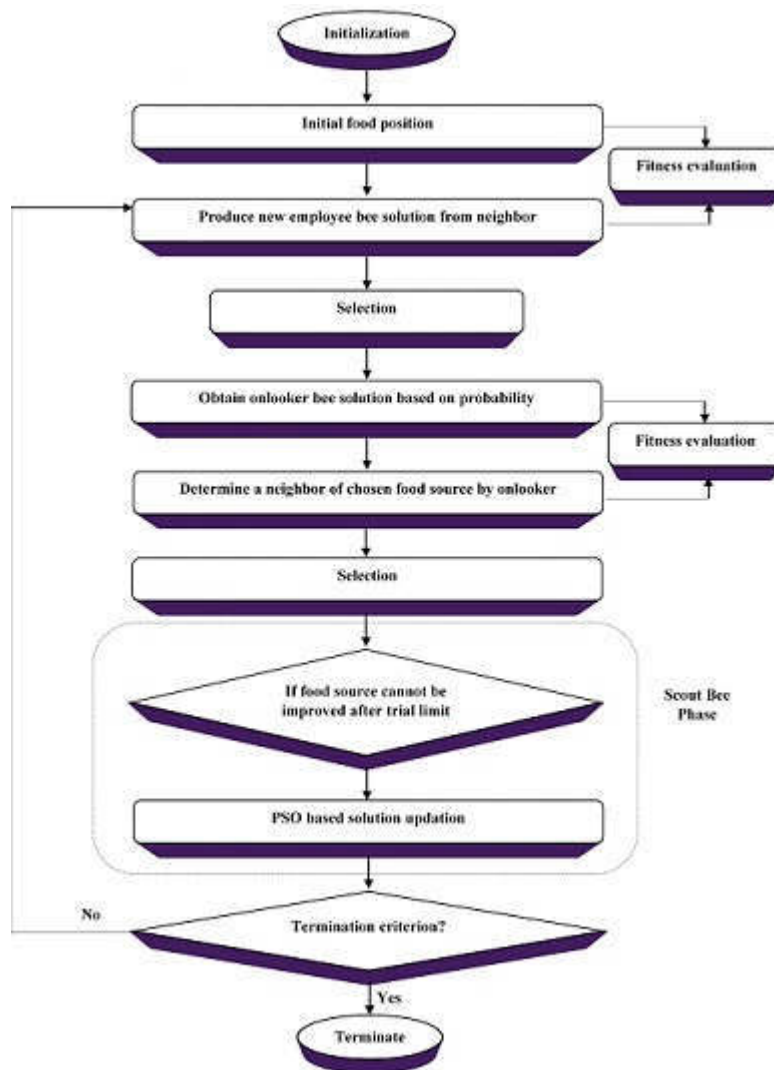 Initialization
Initial food position
Fitness evaluation
Produce new employee bee solution from neighbor
Selection
Obtain onlooker bee solution based on probability
Fitness evaluation
Determine a neighbor of chosen food source by onlooker
Selection
If food source cannot be
improved after trial limit
Scout Bee
Phase
PSO based solution updation
No
Termination criterion?
Yes
Terminate